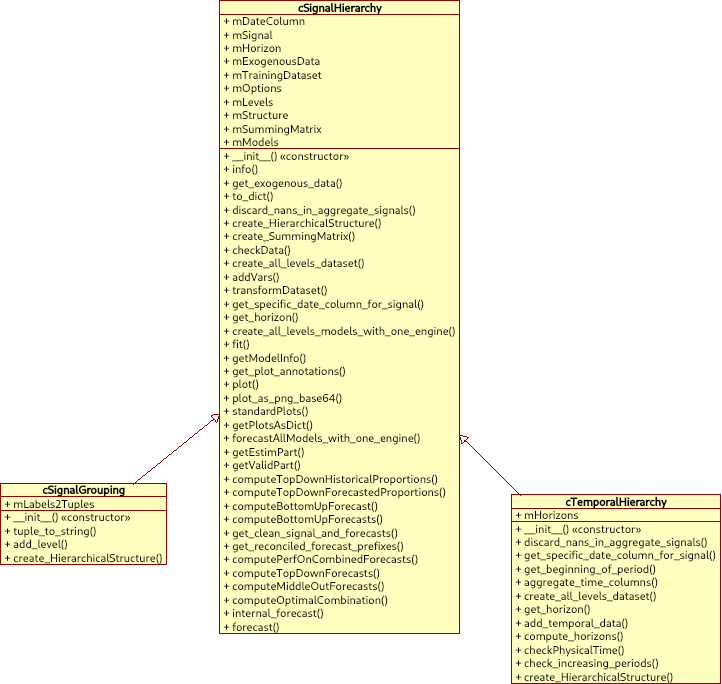 cSignalHierarchy
+ mDateColumn
+ mSignal
+ mHorizon
+ mExogenousData
+ mTrainingDataset
+ mOptions
+ mLevels
+ mStructure
+ mSummingMatrix
+ mModels
+ __init__() «constructor»
+ info()
+ get_exogenous_data()
+ to_dict()
+ discard_nans_in_aggregate_signals()
+ create_HierarchicalStructure()
+ create_SummingMatrix()
+ checkData()
+ create_all_levels_dataset()
+ addVars()
+ transformDataset()
+ get_specific_date_column_for_signal()
+ get_horizon()
+ create_all_levels_models_with_one_engine()
+ fit()
+ getModelInfo()
+ get_plot_annotations()
+ plot()
+ plot_as_png_base64()
+ standardPlots()
+ getPlotsAsDict()
+ forecastAllModels_with_one_engine()
+ getEstimPart()
+ getValidPart()
+ computeTopDownHistoricalProportions()
+ computeTopDownForecastedProportions()
+ computeBottomUpForecast()
+ computeBottomUpForecasts()
+ get_clean_signal_and_forecasts()
+ get_reconciled_forecast_prefixes()
+ computePerfOnCombinedForecasts()
+ computeTopDownForecasts()
+ computeMiddleOutForecasts()
+ computeOptimalCombination()
+ internal_forecast()
+ forecast()
cSignalGrouping
+ mLabels2Tuples
+ __init__() «constructor»
+ tuple_to_string()
+ add_level()
+ create_HierarchicalStructure()
cTemporalHierarchy
+ mHorizons
+ __init__() «constructor»
+ discard_nans_in_aggregate_signals()
+ get_specific_date_column_for_signal()
+ get_beginning_of_period()
+ aggregate_time_columns()
+ create_all_levels_dataset()
+ get_horizon()
+ add_temporal_data()
+ compute_horizons()
+ checkPhysicalTime()
+ check_increasing_periods()
+ create_HierarchicalStructure()